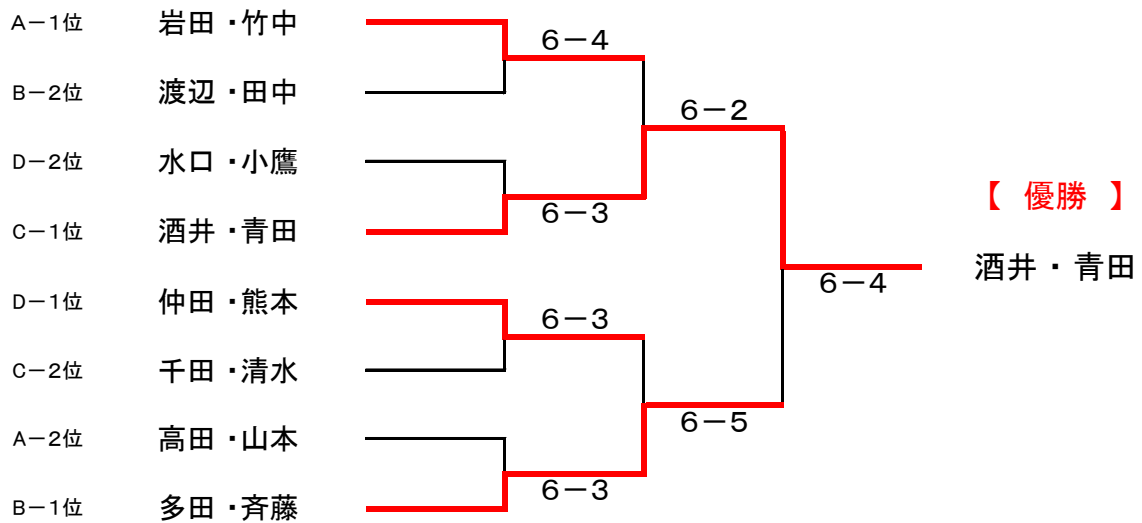 A－1位 岩田 ・竹中
6－4
B－2位 渡辺 ・田中
6－2
D－2位 水口 ・小鷹
【 優勝 】
6－3
C－1位 酒井 ・青田
酒井 ・ 青田
6－4
D－1位 仲田 ・熊本
6－3
C－2位 千田 ・清水
6－5
A－2位 高田 ・山本
6－3
B－1位 多田 ・斉藤